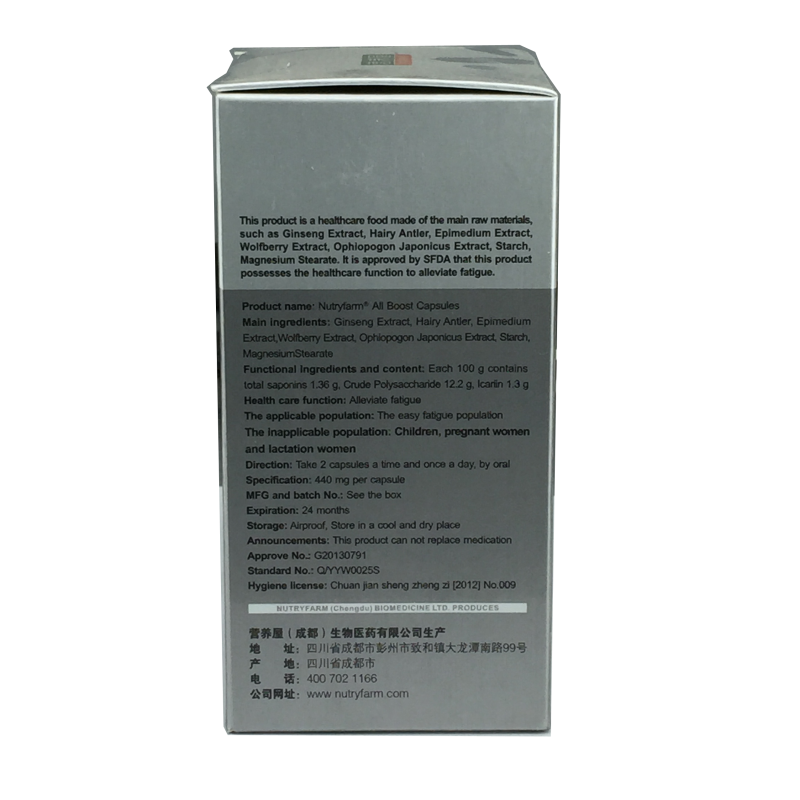 This product is a healthcare food made of the main raw materials,
such as Ginseng Extract, Hairy Antler, Epimedium Extract,
Wolfberry Extract, Ophiopogon Japonicus Extract, Starch,
Magnesium Stearate. It is approved by SFDA that this product
possesses the healthcare function to alleviate fatigue.
Product name: Nutryfarm® All Boost Capsules
Main ingredients: Ginseng Extract, Hairy Antler, Epimedium
Extract,Wolfberry Extract, Ophiopogon Japonicus Extract, Starch,
MagnesiumStearate
Functional Ingredients and content: Each 100 g contains
total saponins 1.36 g, Crude Polysaccharide 12.2 g, Icariin 1.3 g
Health care function: Alleviate fatigue
The applicable population: The easy fatigue population
The inapplicable population: Children, pregnant women
and lactation women
Direction: Take 2 capsules a time and once a day, by oral
Specification: 440 mg per capsule
MFG and batch No.: See the box
Expiration: 24 months
Storage: Airproof, Store in a cool and dry place
Announcements: This product can not replace medication
Approve No.: G20130791
Standard No.: Q/YYW0025S
Hygiene license: Chuan jian sheng zheng zi [2012] No.009
NUTRYFARM (Chengdu) BIOMEDICINE LTD. PRODUCES
营养屋（成都）生物医药有限公司生产
地 址：四川省成都市彭州市致和镇大龙潭南路99号
产 地：四川省成都市
电 话：400 702 1166
公司网址：www nutryfarm com